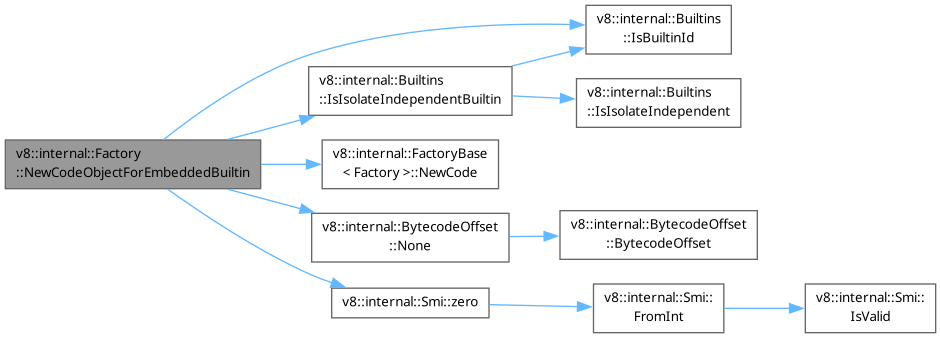 v8::internal::Builtins
::IsBuiltinId
v8::internal::Builtins
::IsIsolateIndependentBuiltin
v8::internal::Builtins
::IsIsolateIndependent
v8::internal::Factory
::NewCodeObjectForEmbeddedBuiltin
v8::internal::FactoryBase
< Factory >::NewCode
v8::internal::BytecodeOffset
::None
v8::internal::BytecodeOffset
::BytecodeOffset
v8::internal::Smi::zero
v8::internal::Smi::
FromInt
v8::internal::Smi::
IsValid